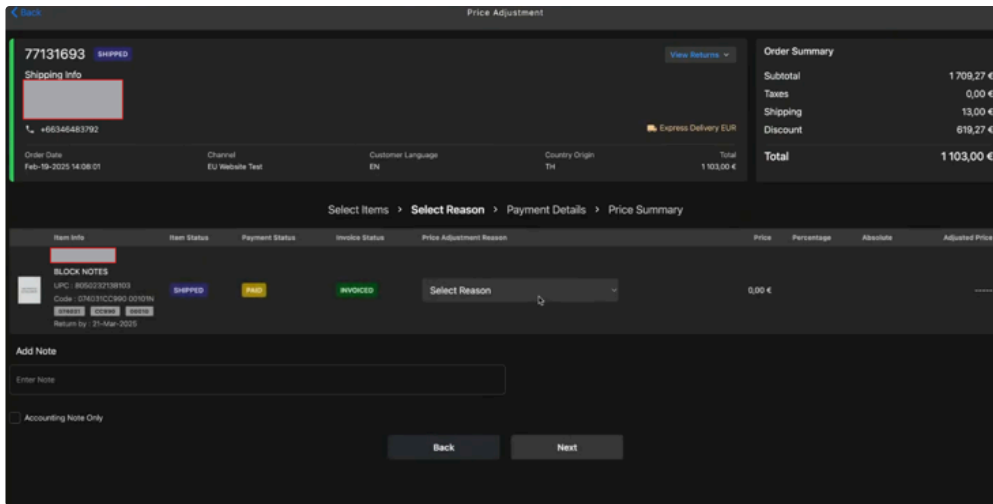 Back
Price Adjustment
77131693 SHIPPED
View Returns
Shipping Info
+66346483792
Express Delivery EUR
Order Date
Feb-19-2025 14:08:01
Channel
EU Website Test
Customer Language
EN
Country Origin
TH
Total
1 103,00 €
Order Summary
Subtotal 1 709,27 €
Taxes 0,00 €
Shipping 13,00 €
Discount 619,27 €
Total 1 103,00 €
Select Items > Select Reason > Payment Details > Price Summary
Item Info Item Status Payment Status Invoice Status Price Adjustment Reason Price Percentage Absolute Adjusted Price
BLOCK NOTES
UPC : 8050232138103
Code : 074031CC990 00101N
CC990
Return by : 21-Mar-2025
SHIPPED
PAID
INVOICED
Select Reason
0,00 €
-----
Add Note
Enter Note
Accounting Note Only
Back
Next